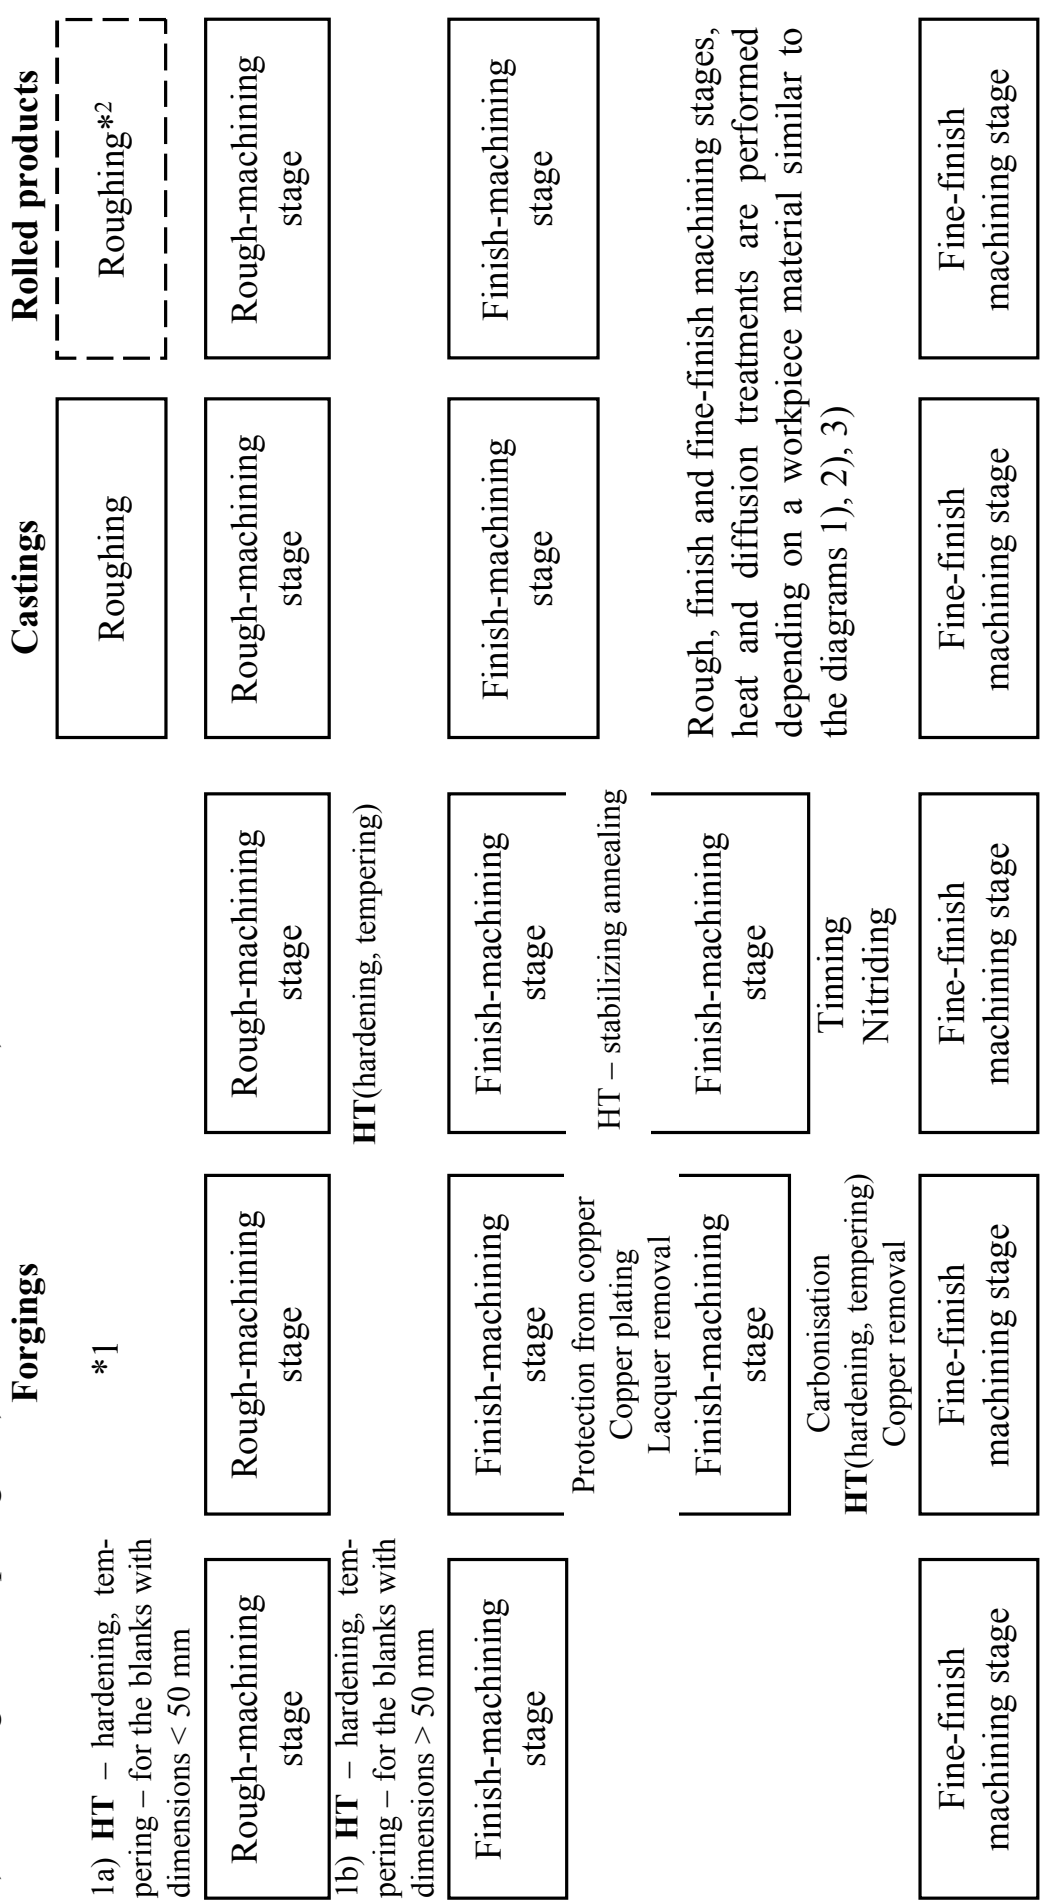 Forgings
Castings
Rolled products
1a) HT – hardening, tem-
pering – for the blanks with
dimensions < 50 mm
*1
Roughing
Roughing*2
Rough-machining
stage
Rough-machining
stage
Rough-machining
stage
Rough-machining
stage
Rough-machining
stage
1b) HT – hardening, tem-
pering – for the blanks with
dimensions > 50 mm
HT(hardening, tempering)
Finish-machining
stage
Finish-machining
stage
Finish-machining
stage
Finish-machining
stage
Finish-machining
stage
Protection from copper
Copper plating
Lacquer removal
HT – stabilizing annealing
Finish-machining
stage
Finish-machining
stage
Rough, finish and fine-finish machining stages,
heat and diffusion treatments are performed
depending on a workpiece material similar to
the diagrams 1), 2), 3)
Carbonisation
HT(hardening, tempering)
Copper removal
Tinning
Nitriding
Fine-finish
machining stage
Fine-finish
machining stage
Fine-finish
machining stage
Fine-finish
machining stage
Fine-finish
machining stage